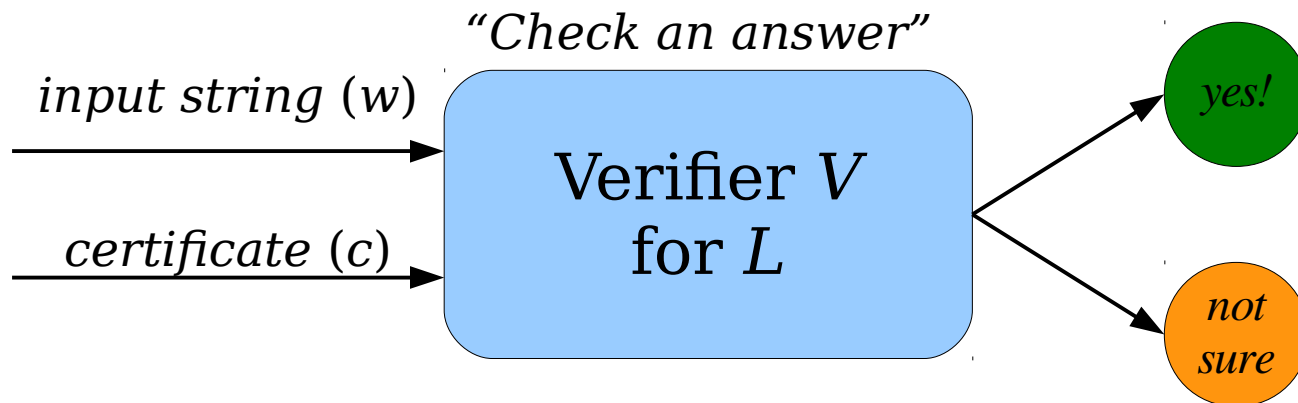 “Check an answer”
input string (w)
certificate (c)
Verifier V
for L
yes!
not
sure